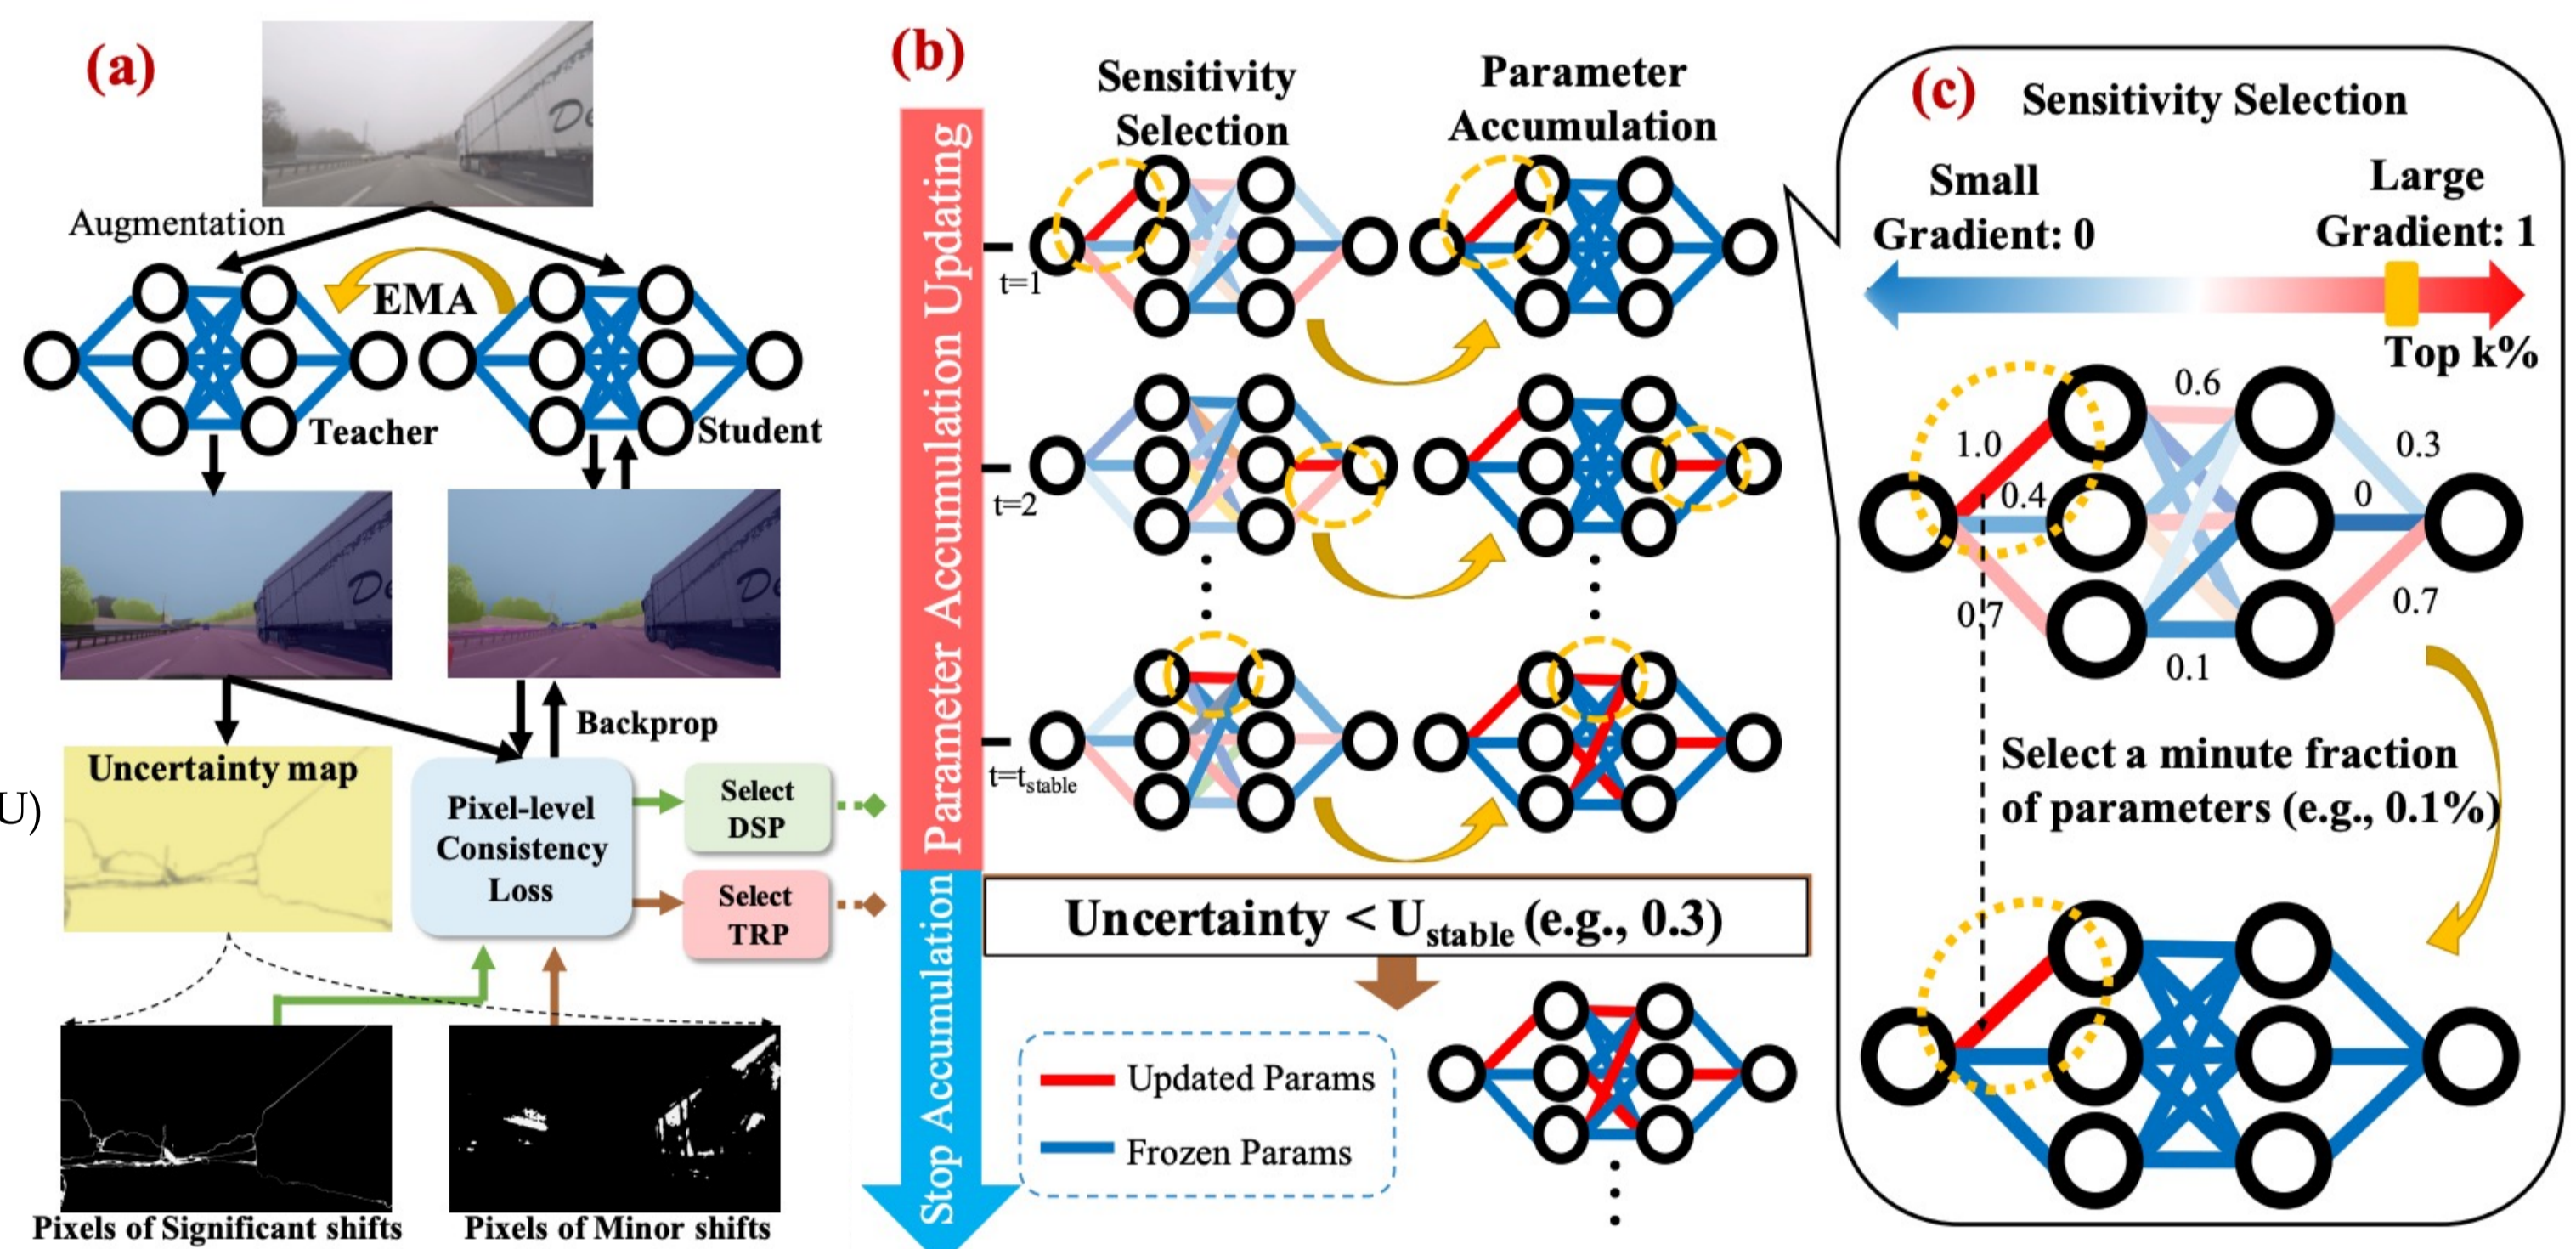 (a)
Augmentation
EMA
Teacher
Student
Backprop
Uncertainty map
U)
Pixel-level
Consistency
Loss
Select
DSP
Select
TRP
Pixels of Significant shifts
Pixels of Minor shifts
(b)
Sensitivity
Selection
Parameter
Accumulation
Parameter Accumulation Updating
t=1
t=2
t=tstable
Stop Accumulation
Uncertainty < Ustable (e.g., 0.3)
Updated Params
Frozen Params
(c)
Sensitivity Selection
Small
Gradient: 0
Large
Gradient: 1
Top k%
0.6
1.0
0.3
0.4
0
0.7
0.7
0.1
Select a minute fraction
of parameters (e.g., 0.1%)